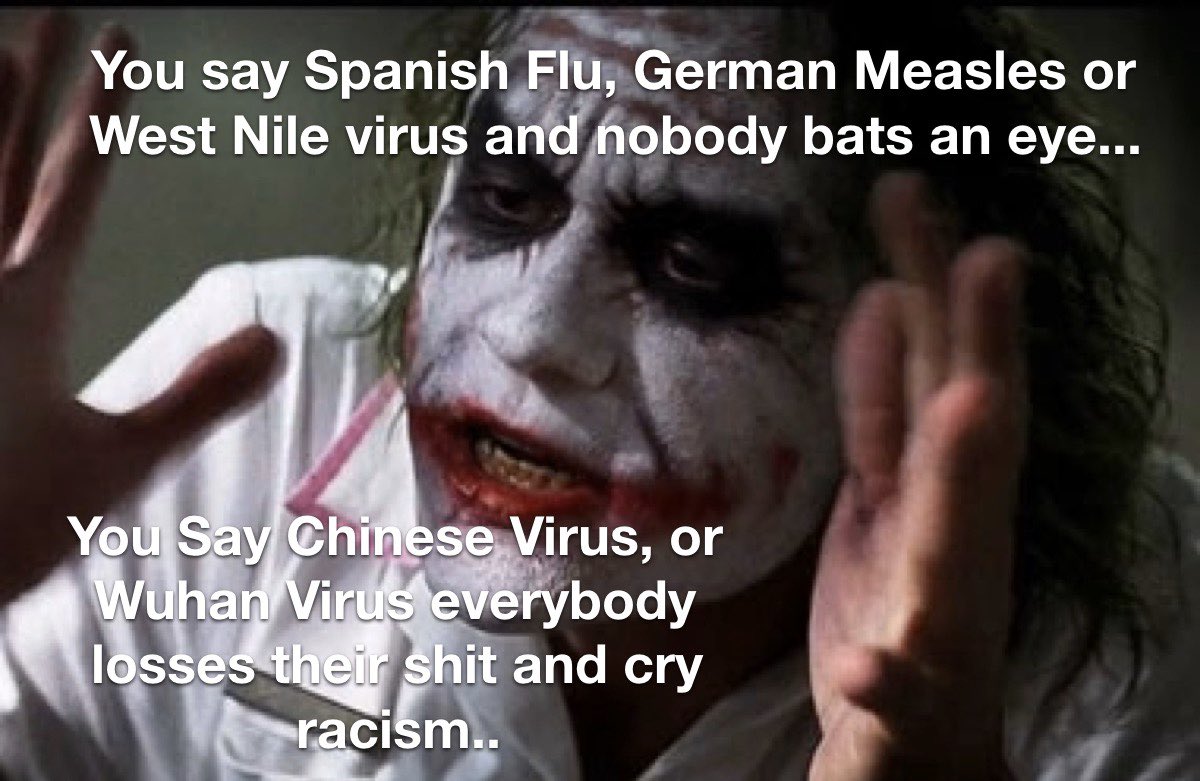 You say Spanish Flu, German Measles or
West Nile virus and nobody bats an eye...
You Say Chinese Virus, or
Wuhan Virus everybody
losses their shit and cry
racism..